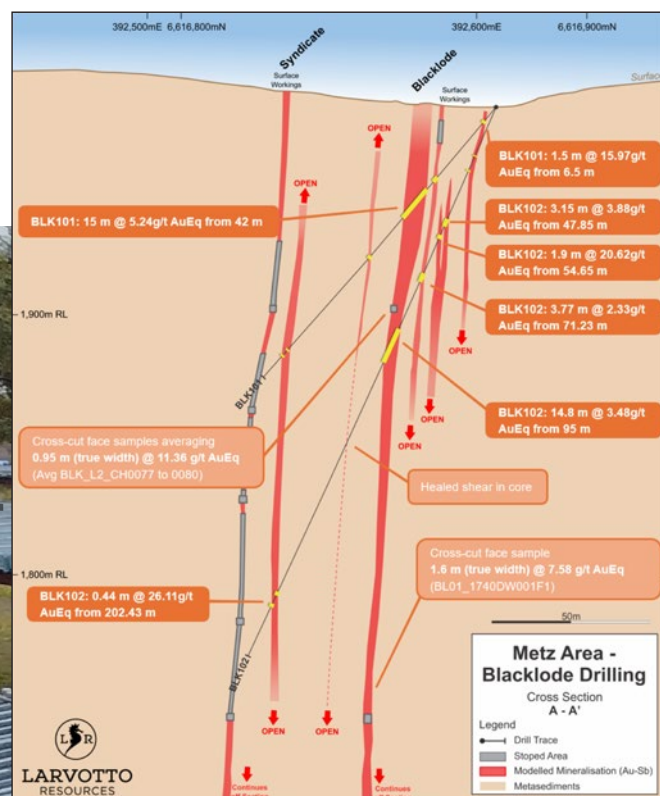 392,500mE 6,616,800mN
392,600mE 6,616,900mN
Syndicate
Blacklode
Surface
Workings
Surface
Workings
Surface
OPEN
OPEN
BLK101: 1.5 m @ 15.97g/t
AuEq from 6.5 m
BLK101: 15 m @ 5.24g/t AuEq from 42 m
BLK102: 3.15 m @ 3.88g/t
AuEq from 47.85 m
BLK102: 1.9 m @ 20.62g/t
AuEq from 54.65 m
1,900m RL
BLK102: 3.77 m @ 2.33g/t
AuEq from 71.23 m
OPEN
BLK101
BLK102: 14.8 m @ 3.48g/t
AuEq from 95 m
OPEN
OPEN
Cross-cut face samples averaging
0.95 m (true width) @ 11.36 g/t AuEq
(Avg BLK_L2_CH0077 to 0080)
Healed shear in core
Cross-cut face sample
1.6 m (true width) @ 7.58 g/t AuEq
(BL01_1740DW001F1)
1,800m RL
BLK102: 0.44 m @ 26.11g/t
AuEq from 202.43 m
50m
BLK102
Metz Area -
Blacklode Drilling
Cross Section
A - A'
Legend
Drill Trace
Stoped Area
Modelled Mineralisation (Au-Sb)
Metasediments
OPEN
OPEN
L R
LARVOTTO
RESOURCES
Continues
Continues